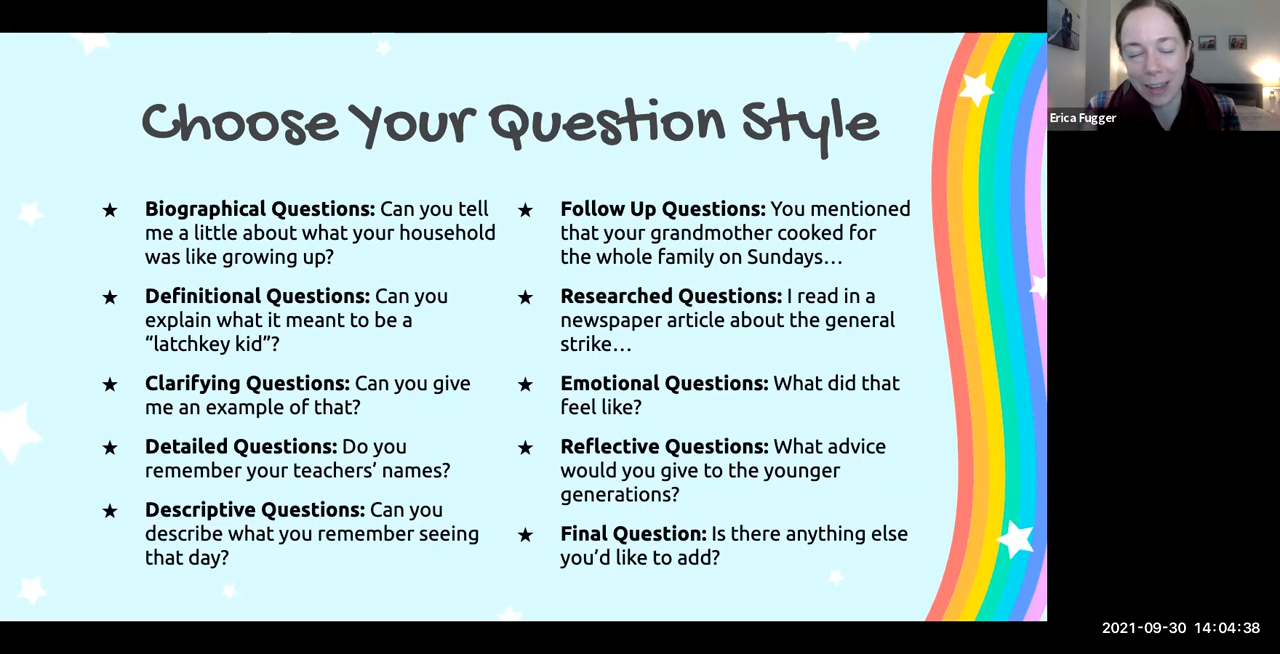 Choose Your Question Style
Biographical Questions: Can you tell
me a little about what your household
was like growing up?
Definitional Questions: Can you
explain what it meant to be a
“latchkey kid”?
Clarifying Questions: Can you give
me an example of that?
Detailed Questions: Do you
remember your teachers’ names?
Descriptive Questions: Can you
describe what you remember seeing
that day?
Follow Up Questions: You mentioned
that your grandmother cooked for
the whole family on Sundays…
Researched Questions: I read in a
newspaper article about the general
strike…
Emotional Questions: What did that
feel like?
Reflective Questions: What advice
would you give to the younger
generations?
Final Question: Is there anything else
you’d like to add?
Erica Fugger
2021-09-30 14:04:38